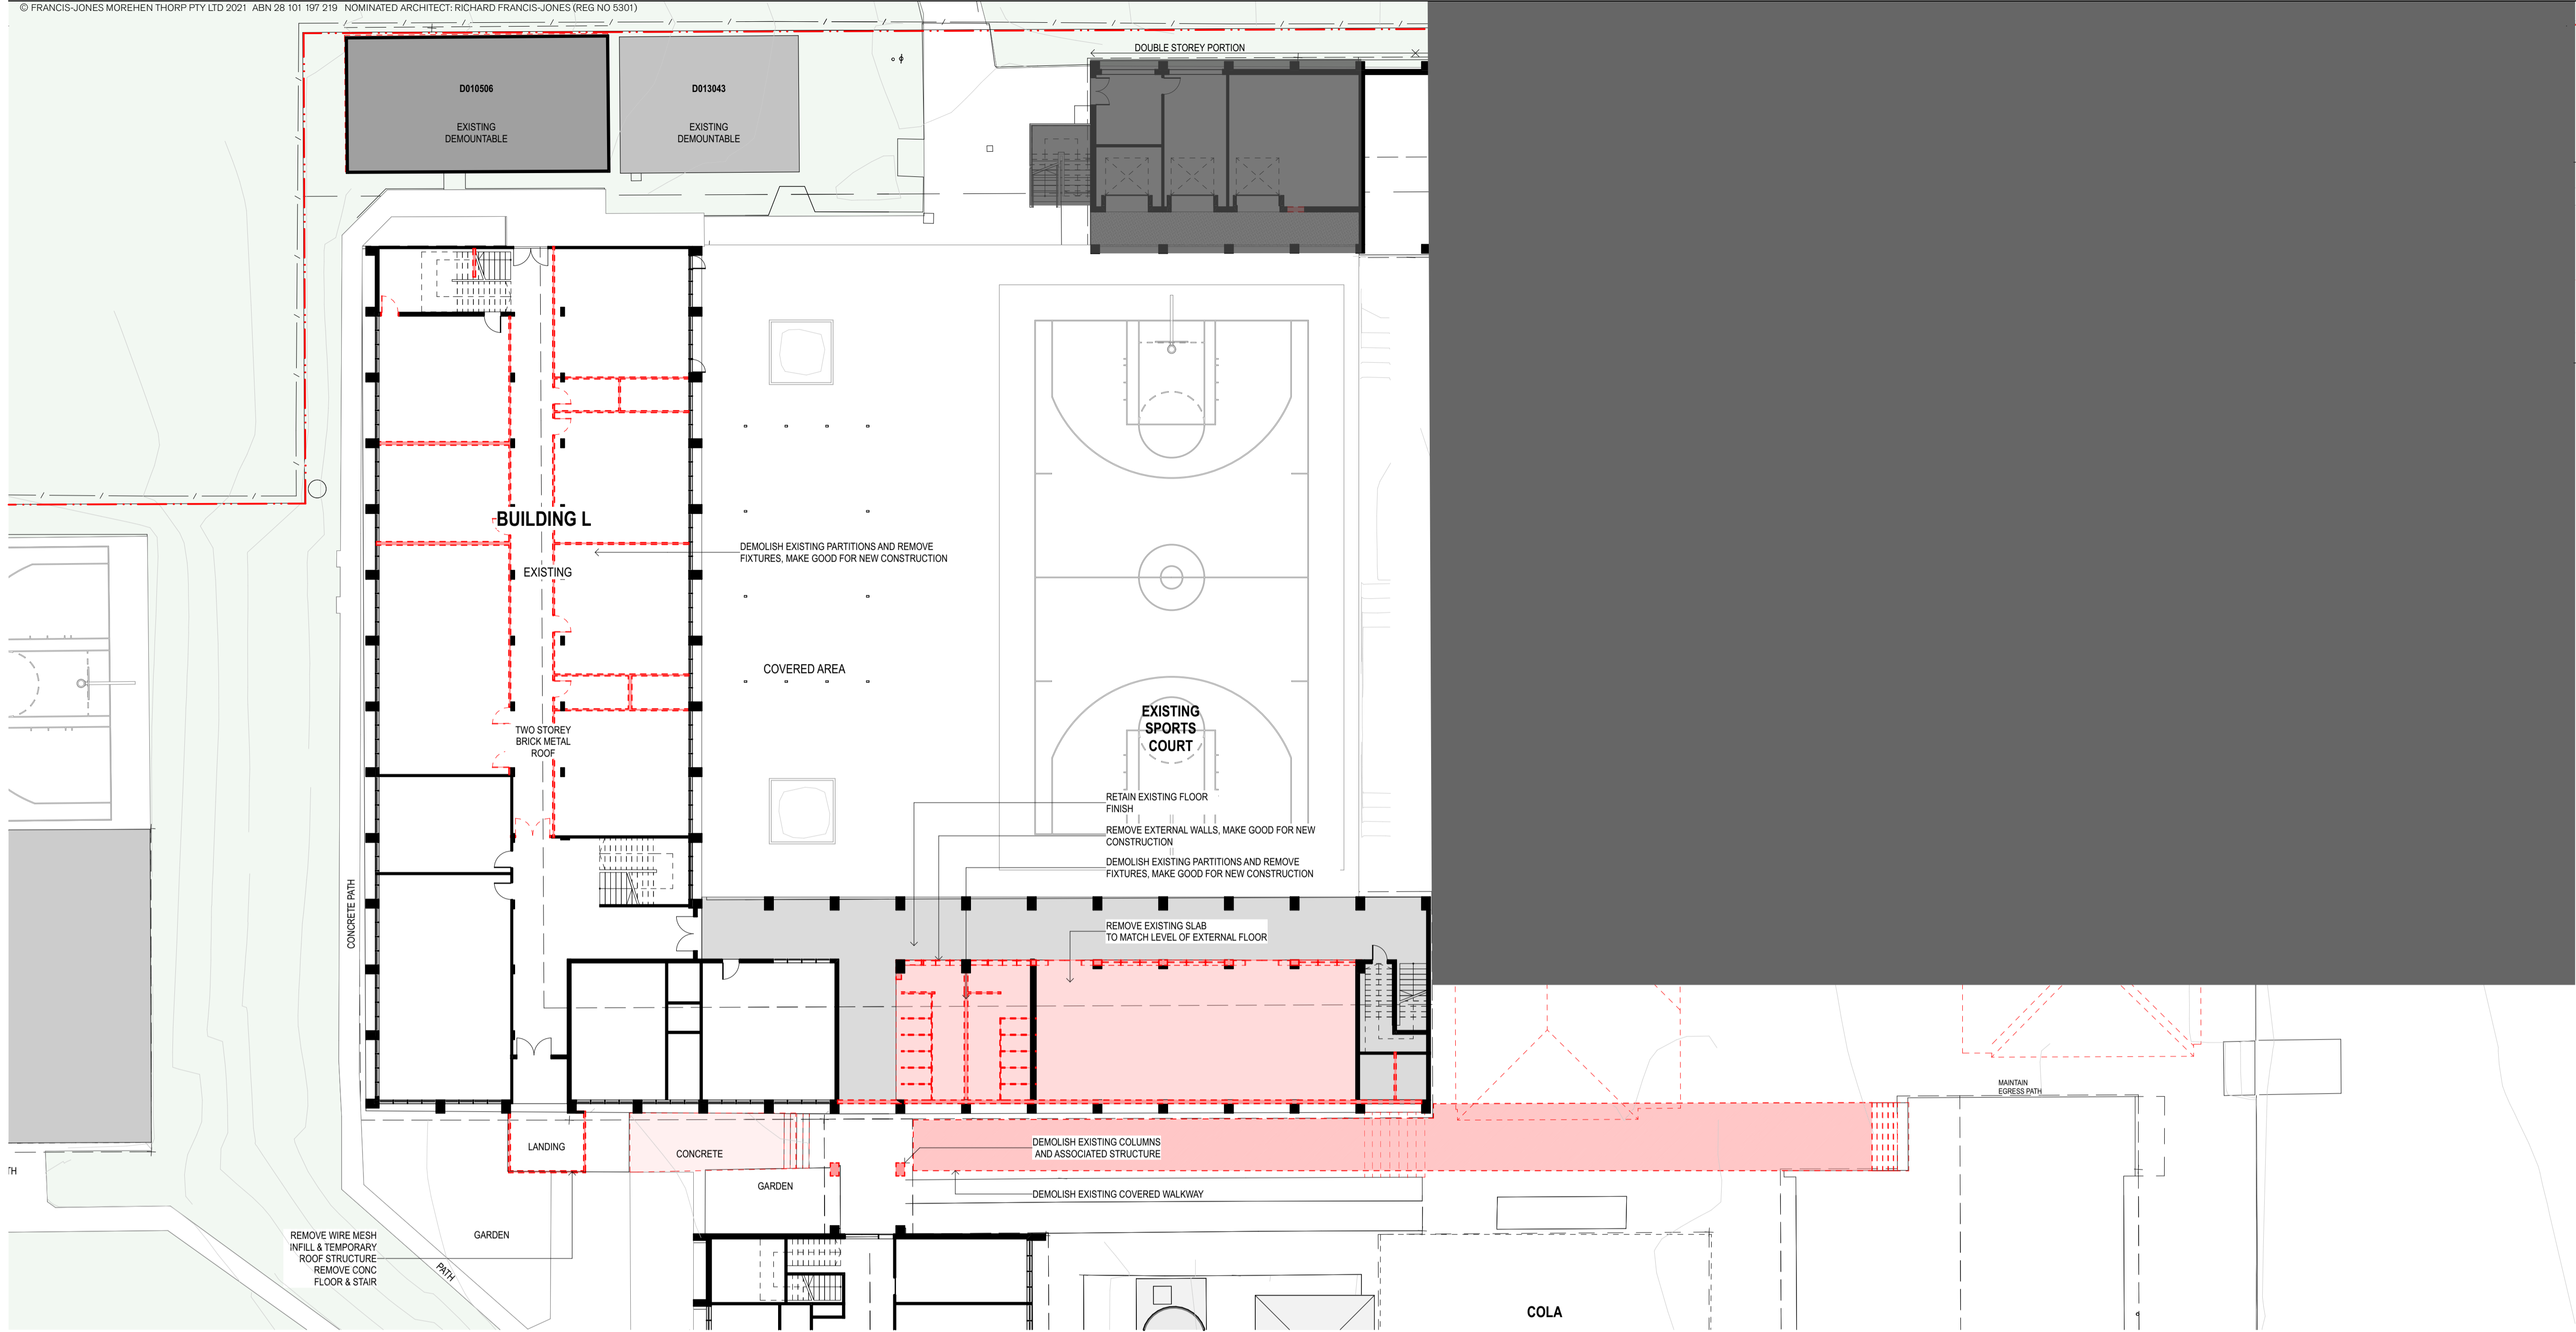 © FRANCIS-JONES MOREHEN THORP PTY LTD 2021 ABN 28 101 197 219 NOMINATED ARCHITECT: RICHARD FRANCIS-JONES (REG NO 5301)
DOUBLE STOREY PORTION
D010506
EXISTING
DEMOUNTABLE
D013043
EXISTING
DEMOUNTABLE
BUILDING L
EXISTING
DEMOLISH EXISTING PARTITIONS AND REMOVE
FIXTURES, MAKE GOOD FOR NEW CONSTRUCTION
COVERED AREA
TWO STOREY
BRICK METAL
ROOF
EXISTING
SPORTS
COURT
RETAIN EXISTING FLOOR
FINISH
REMOVE EXTERNAL WALLS, MAKE GOOD FOR NEW
CONSTRUCTION
DEMOLISH EXISTING PARTITIONS AND REMOVE
FIXTURES, MAKE GOOD FOR NEW CONSTRUCTION
CONCRETE PATH
REMOVE EXISTING SLAB
TO MATCH LEVEL OF EXTERNAL FLOOR
MAINTAIN
EGRESS PATH
LANDING
CONCRETE
DEMOLISH EXISTING COLUMNS
AND ASSOCIATED STRUCTURE
TH
GARDEN
DEMOLISH EXISTING COVERED WALKWAY
GARDEN
REMOVE WIRE MESH
INFILL & TEMPORARY
ROOF STRUCTURE
REMOVE CONC
FLOOR & STAIR
PATH
COLA